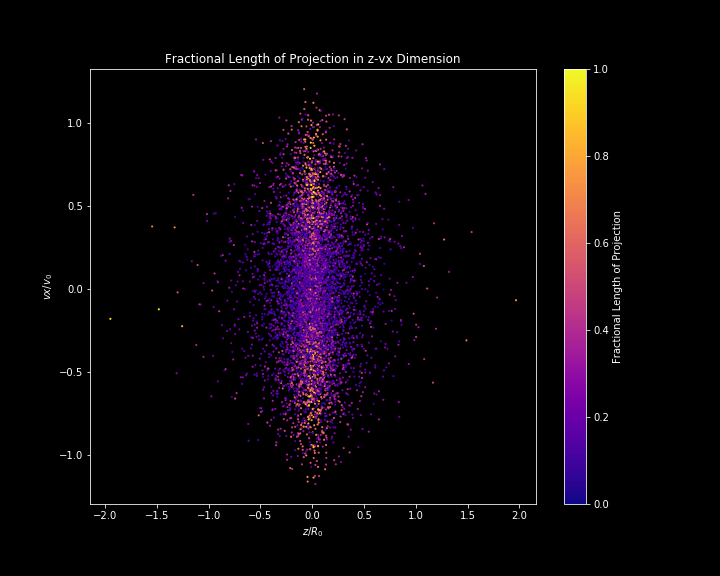 Fractional Length of Projection in z-vx Dimension
1.0
0.5
0.0
−0.5
−1.0
vx/v₀
−2.0 −1.5 −1.0 −0.5 0.0 0.5 1.0 1.5 2.0
z/R₀
1.0
0.8
0.6
0.4
0.2
0.0
Fractional Length of Projection